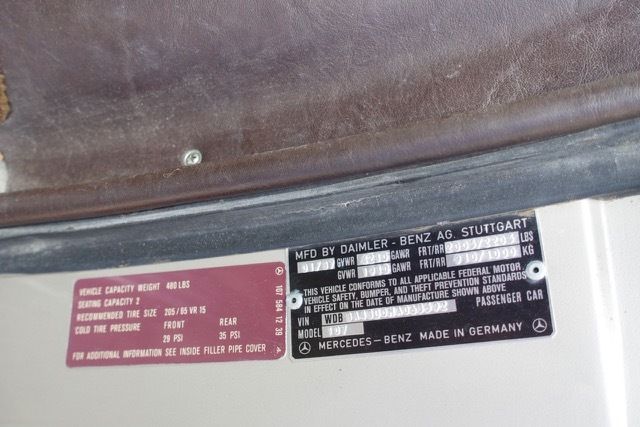 VEHICLE CAPACITY WEIGHT 480 LBS
SEATING CAPACITY 2
RECOMMENDED TIRE SIZE 205/65 VR 15
COLD TIRE PRESSURE FRONT REAR
29 PSI 35 PSI
FOR ADDITIONAL INFORMATION SEE INSIDE FILLER PIPE COVER
107 584 12 39
MFD BY DAIMLER-BENZ AG. STUTTGART
GVWR GAWR FRT/RR LBS
GVWR GAWR FRT/RR KG
THIS VEHICLE CONFORMS TO ALL APPLICABLE FEDERAL MOTOR
VEHICLE SAFETY, BUMPER, AND THEFT PREVENTION STANDARDS
IN EFFECT ON THE DATE OF MANUFACTURE SHOWN ABOVE
PASSENGER CAR
VIN WDB
MODEL 107
MERCEDES-BENZ MADE IN GERMANY